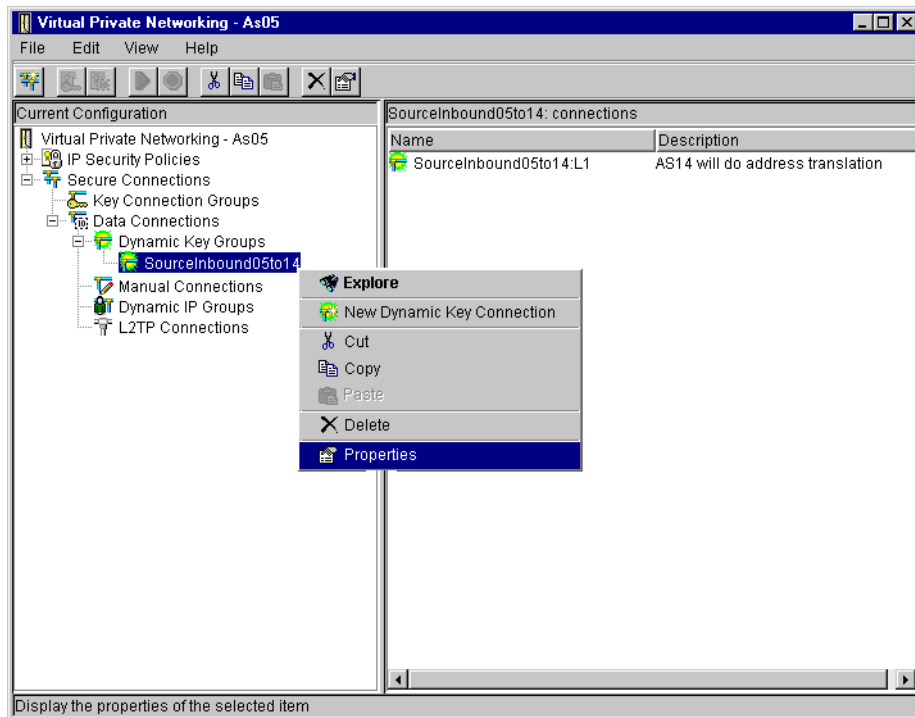 Virtual Private Networking - As05
File Edit View Help
Current Configuration
SourceInbound05to14: connections
Virtual Private Networking - As05
IP Security Policies
Secure Connections
Key Connection Groups
Data Connections
Dynamic Key Groups
SourceInbound05to14
Manual Connections
Dynamic IP Groups
L2TP Connections
Name Description
SourceInbound05to14:L1 AS14 will do address translation
Explore
New Dynamic Key Connection
Cut
Copy
Paste
Delete
Properties
Display the properties of the selected item